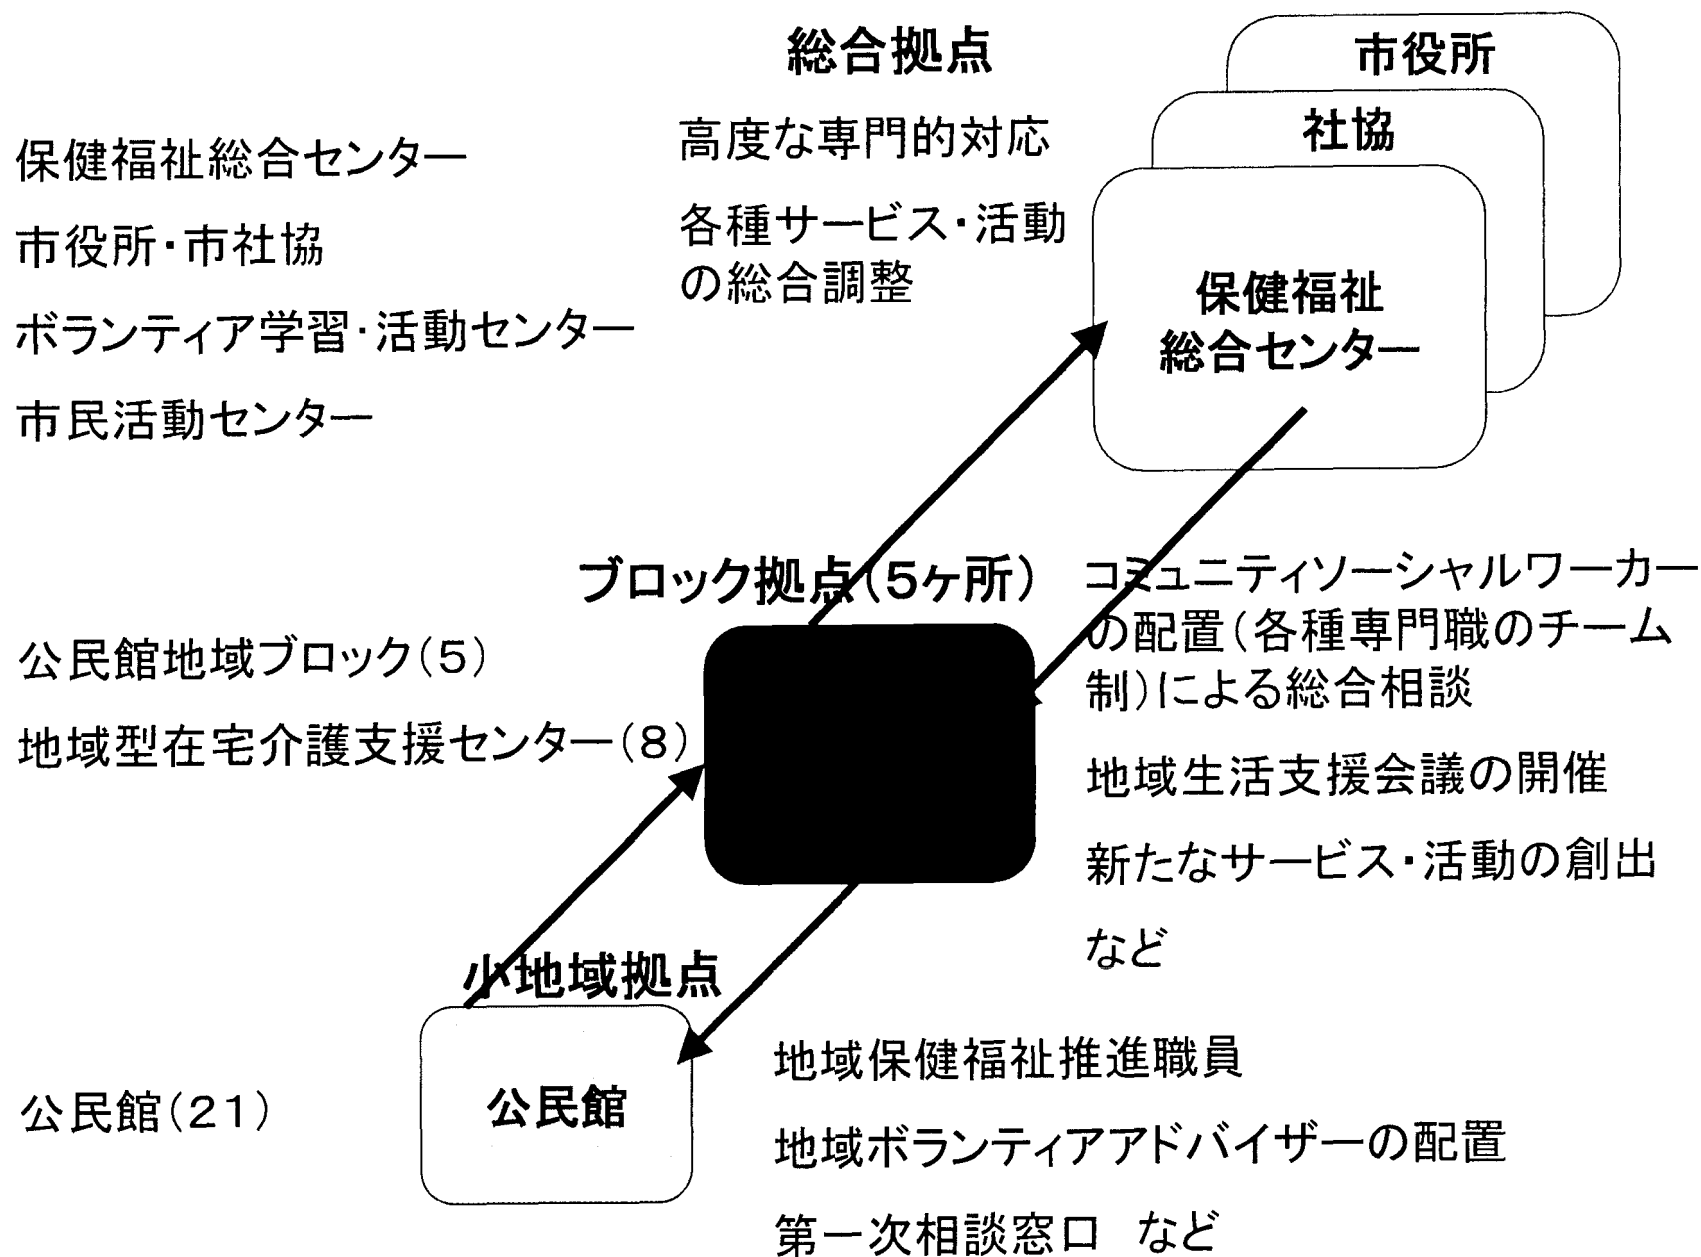 総合拠点
市役所
社協
保健福祉
総合センター
高度な専門的対応
各種サービス・活動
の総合調整
保健福祉総合センター
市役所・市社協
ボランティア学習・活動センター
市民活動センター
ブロック拠点(5ヶ所)
コミュニティソーシャルワーカー
の配置(各種専門職のチーム
制)による総合相談
地域生活支援会議の開催
新たなサービス・活動の創出
など
公民館地域ブロック(5)
地域型在宅介護支援センター(8)
小地域拠点
公民館
公民館(21)
地域保健福祉推進職員
地域ボランティアアドバイザーの配置
第一次相談窓口 など